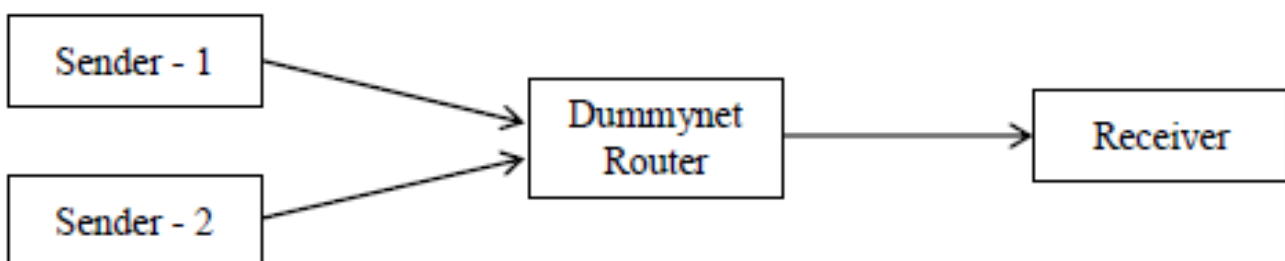 Sender - 1
Dummynet
Router
Receiver
Sender - 2